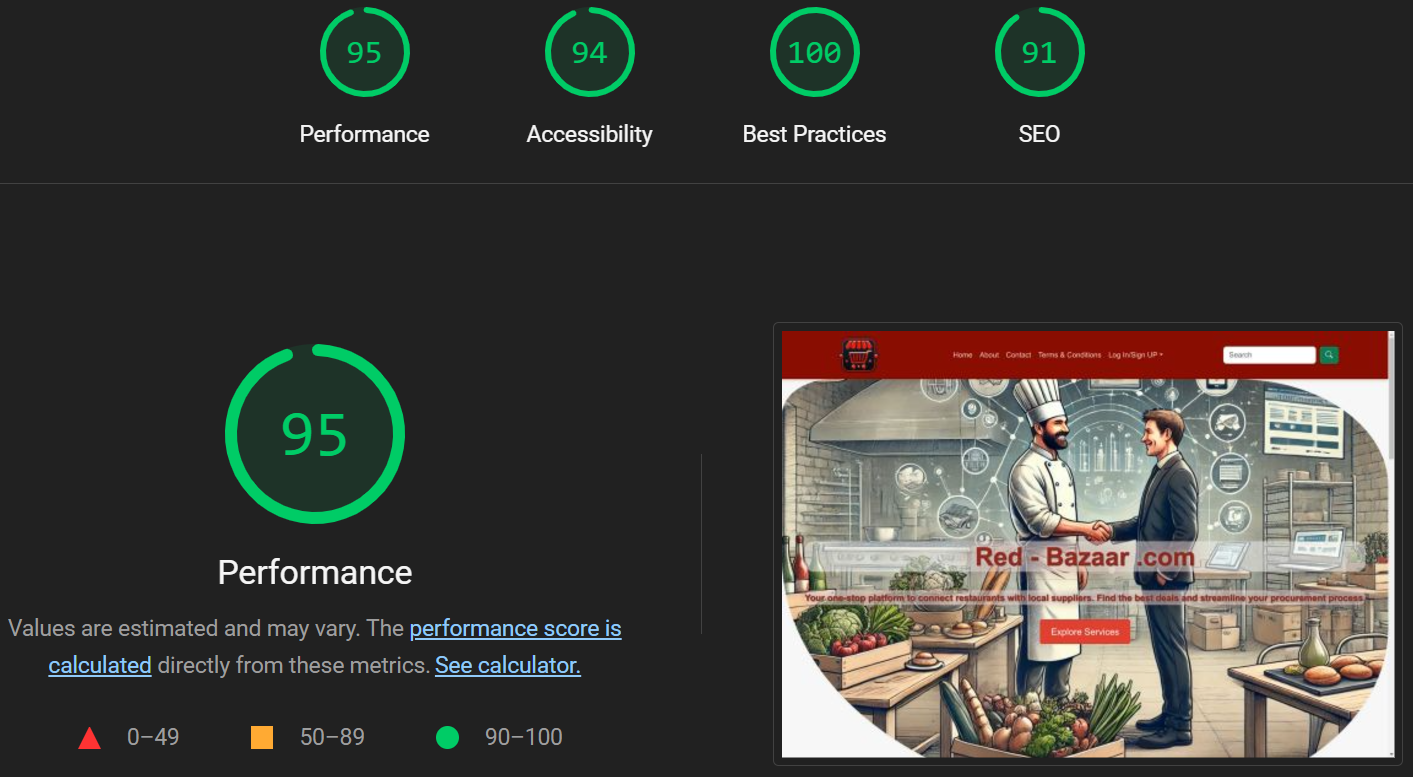 95 94 100 91
Performance Accessibility Best Practices SEO
95
Performance
Values are estimated and may vary. The performance score is
calculated directly from these metrics. See calculator.
0–49 50–89 90–100
Home About Contact Terms & Conditions Log In/Sign UP
Search
Red - Bazaar .com
Your one-stop platform to connect restaurants with local suppliers. Find the best deals and streamline your procurement process.
Explore Services